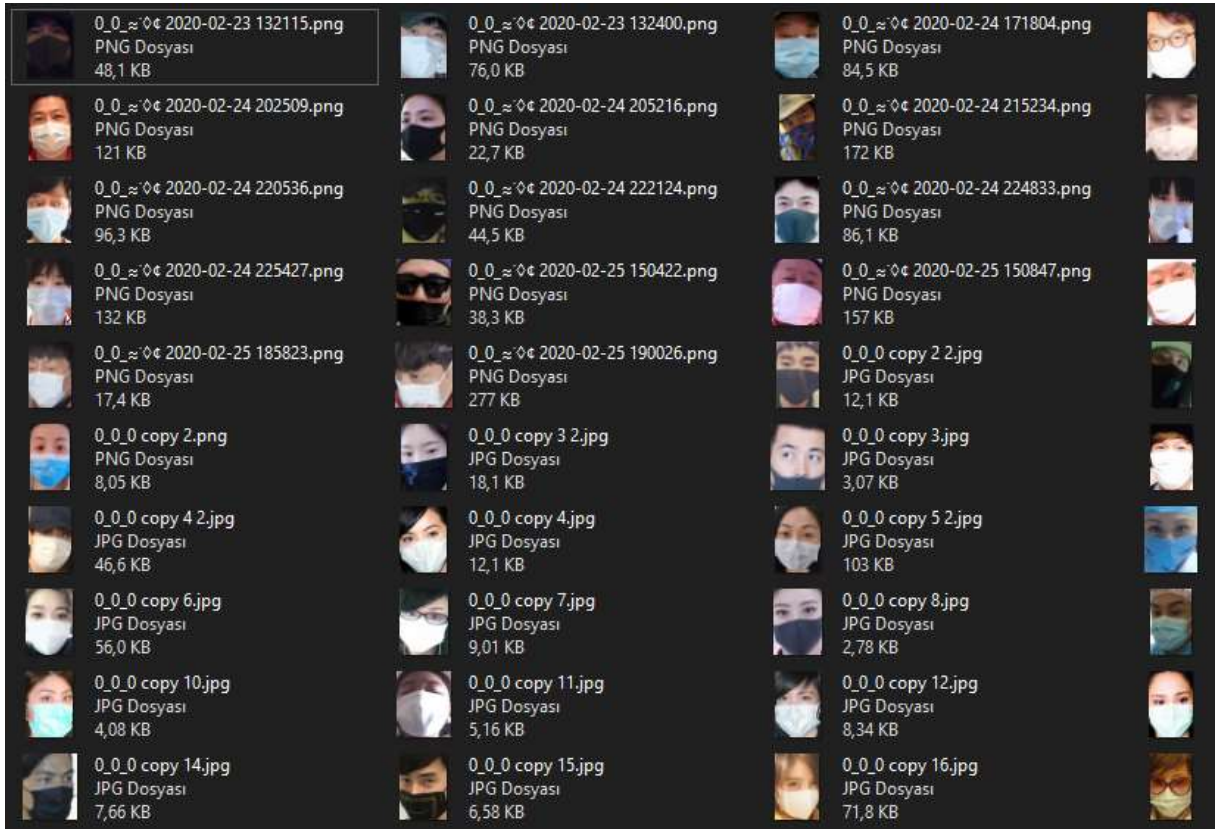 0_0_≈˙◊¢ 2020-02-23 132115.png
PNG Dosyası
48,1 KB
0_0_≈˙◊¢ 2020-02-23 132400.png
PNG Dosyası
76,0 KB
0_0_≈˙◊¢ 2020-02-24 171804.png
PNG Dosyası
84,5 KB
0_0_≈˙◊¢ 2020-02-24 202509.png
PNG Dosyası
121 KB
0_0_≈˙◊¢ 2020-02-24 205216.png
PNG Dosyası
22,7 KB
0_0_≈˙◊¢ 2020-02-24 215234.png
PNG Dosyası
172 KB
0_0_≈˙◊¢ 2020-02-24 220536.png
PNG Dosyası
96,3 KB
0_0_≈˙◊¢ 2020-02-24 222124.png
PNG Dosyası
44,5 KB
0_0_≈˙◊¢ 2020-02-24 224833.png
PNG Dosyası
86,1 KB
0_0_≈˙◊¢ 2020-02-24 225427.png
PNG Dosyası
132 KB
0_0_≈˙◊¢ 2020-02-25 150422.png
PNG Dosyası
38,3 KB
0_0_≈˙◊¢ 2020-02-25 150847.png
PNG Dosyası
157 KB
0_0_≈˙◊¢ 2020-02-25 185823.png
PNG Dosyası
17,4 KB
0_0_≈˙◊¢ 2020-02-25 190026.png
PNG Dosyası
277 KB
0_0_0 copy 2 2.jpg
JPG Dosyası
12,1 KB
0_0_0 copy 2.png
PNG Dosyası
8,05 KB
0_0_0 copy 3 2.jpg
JPG Dosyası
18,1 KB
0_0_0 copy 3.jpg
JPG Dosyası
3,07 KB
0_0_0 copy 4 2.jpg
JPG Dosyası
46,6 KB
0_0_0 copy 4.jpg
JPG Dosyası
12,1 KB
0_0_0 copy 5 2.jpg
JPG Dosyası
103 KB
0_0_0 copy 6.jpg
JPG Dosyası
56,0 KB
0_0_0 copy 7.jpg
JPG Dosyası
9,01 KB
0_0_0 copy 8.jpg
JPG Dosyası
2,78 KB
0_0_0 copy 10.jpg
JPG Dosyası
4,08 KB
0_0_0 copy 11.jpg
JPG Dosyası
5,16 KB
0_0_0 copy 12.jpg
JPG Dosyası
8,34 KB
0_0_0 copy 14.jpg
JPG Dosyası
7,66 KB
0_0_0 copy 15.jpg
JPG Dosyası
6,58 KB
0_0_0 copy 16.jpg
JPG Dosyası
71,8 KB